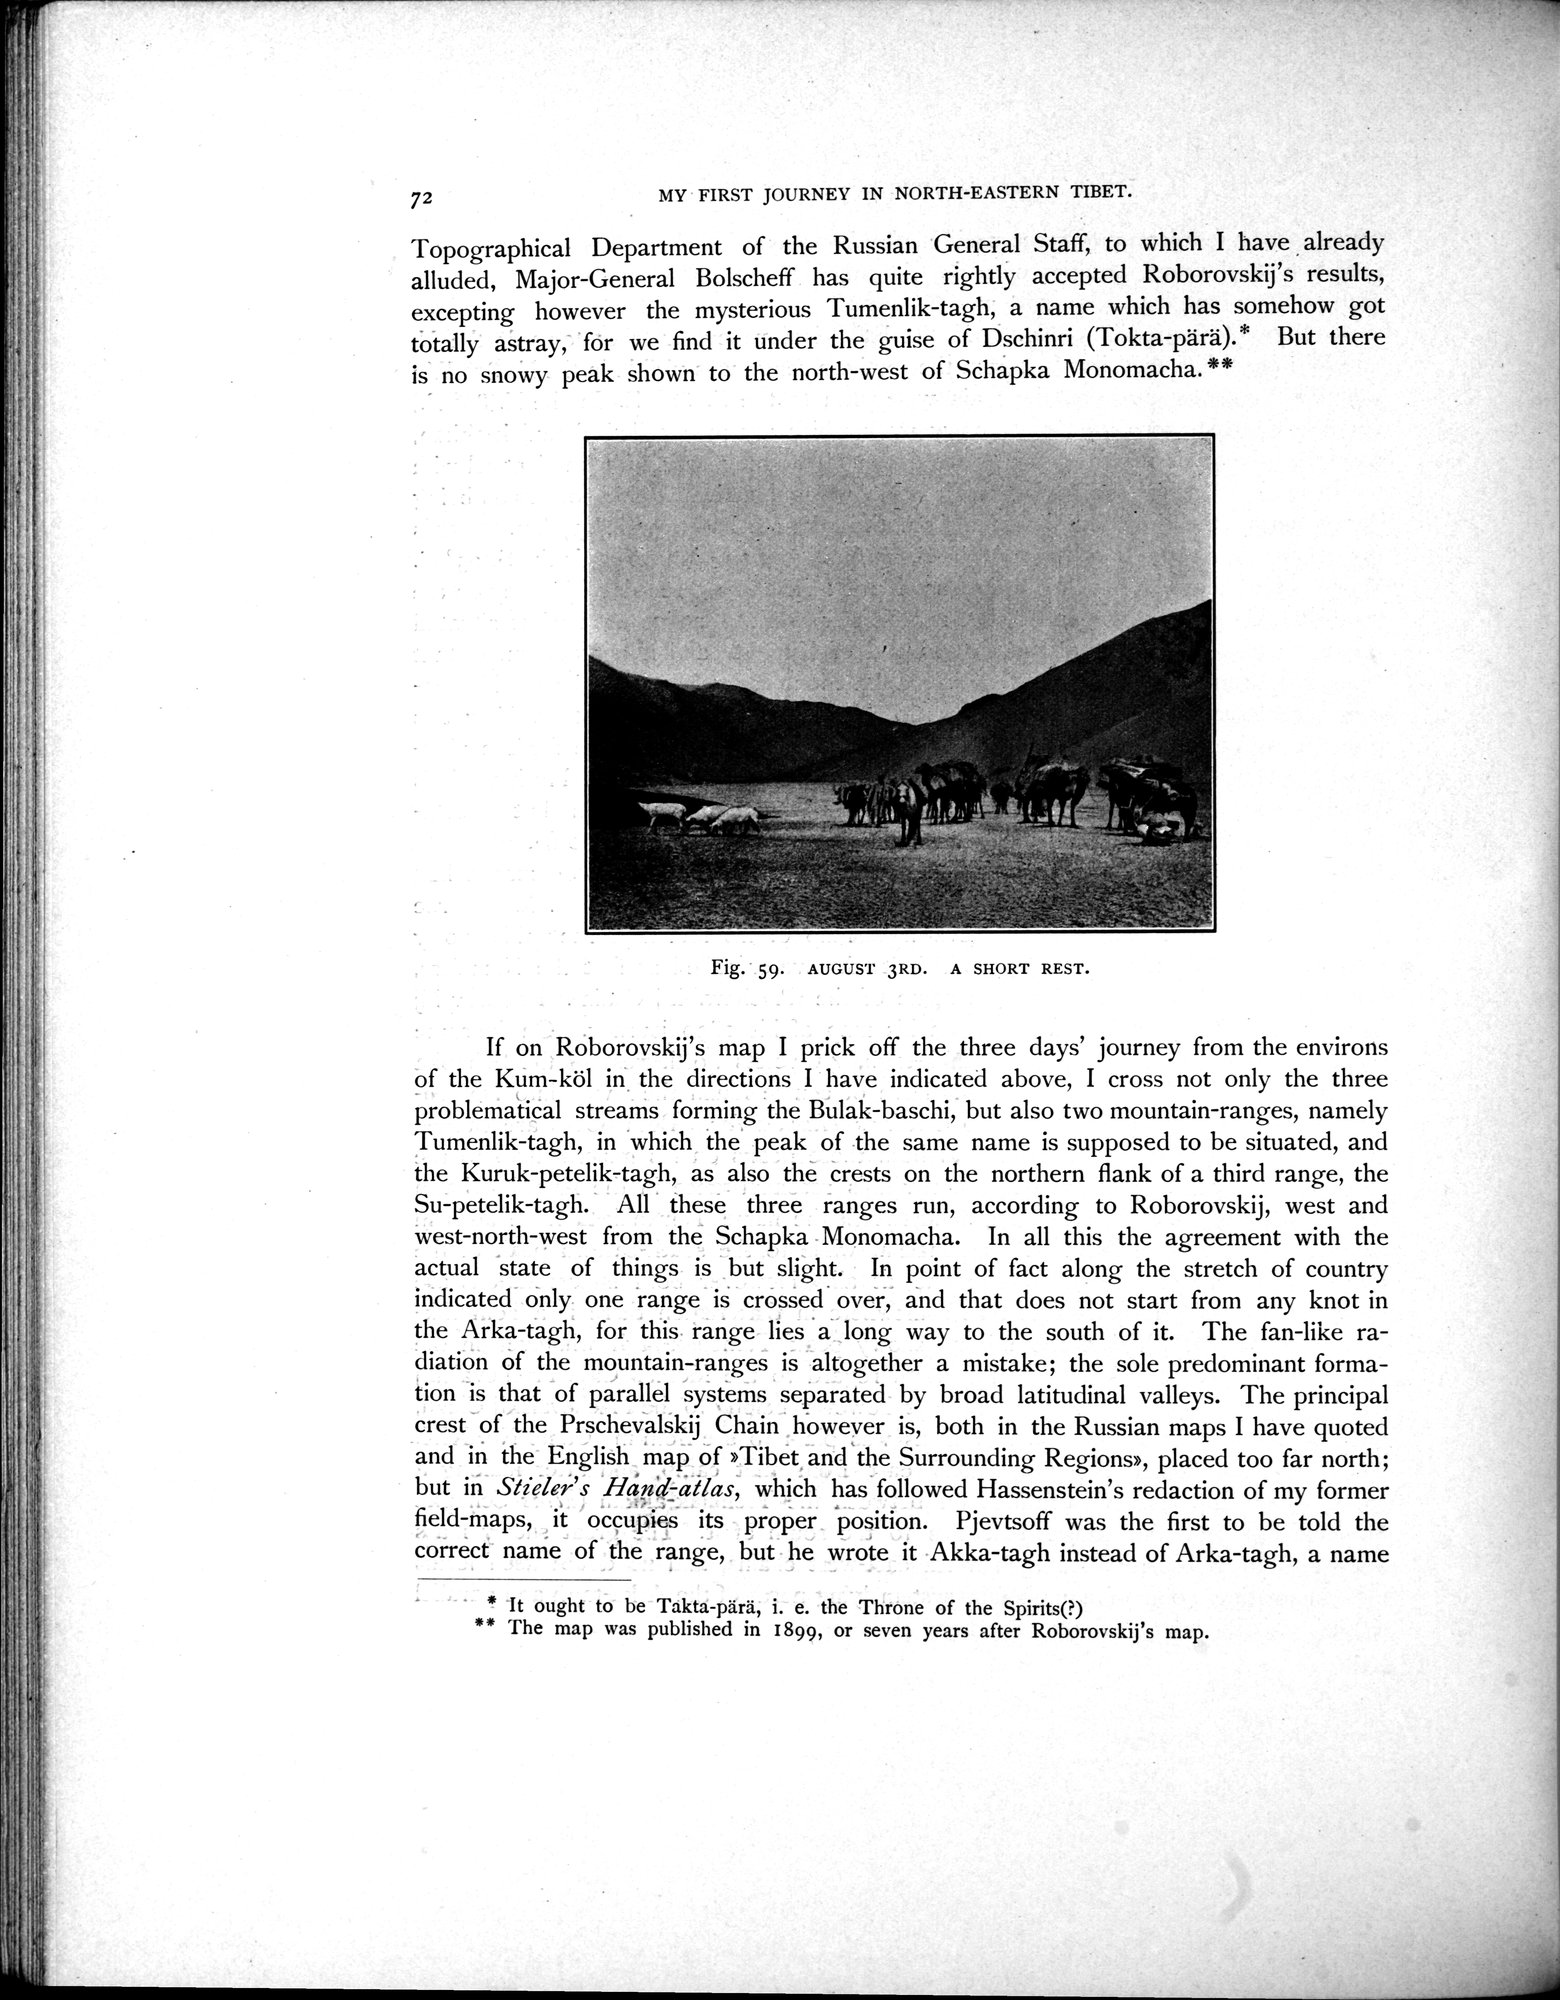 72
MY FIRST JOURNEY IN NORTH-EASTERN TIBET.
Topographical Department of the Russian General Staff, to which I have already
alluded, Major-General Bolscheff has quite rightly accepted Roborovskij's results,
excepting however the mysterious Tumenlik-tagh, a name which has somehow got
totally astray, for we find it under the guise of Dschinri (Tokta-pärä).* But there
is no snowy peak shown to the north-west of Schapka Monomacha.**
Fig. 59. AUGUST 3RD. A SHORT REST.
If on Roborovskij's map I prick off the three days' journey from the environs
of the Kum-köl in the directions I have indicated above, I cross not only the three
problematical streams forming the Bulak-baschi, but also two mountain-ranges, namely
Tumenlik-tagh, in which the peak of the same name is supposed to be situated, and
the Kuruk-petelik-tagh, as also the crests on the northern flank of a third range, the
Su-petelik-tagh. All these three ranges run, according to Roborovskij, west and
west-north-west from the Schapka Monomacha. In all this the agreement with the
actual state of things is but slight. In point of fact along the stretch of country
indicated only one range is crossed over, and that does not start from any knot in
the Arka-tagh, for this range lies a long way to the south of it. The fan-like ra-
diation of the mountain-ranges is altogether a mistake; the sole predominant forma-
tion is that of parallel systems separated by broad latitudinal valleys. The principal
crest of the Prschevalskij Chain however is, both in the Russian maps I have quoted
and in the English map of »Tibet and the Surrounding Regions», placed too far north;
but in Stieler's Hand-atlas, which has followed Hassenstein's redaction of my former
field-maps, it occupies its proper position. Pjevtsoff was the first to be told the
correct name of the range, but he wrote it Akka-tagh instead of Arka-tagh, a name
* It ought to be Takta-pärä, i. e. the Throne of the Spirits(?)
** The map was published in 1899, or seven years after Roborovskij's map.